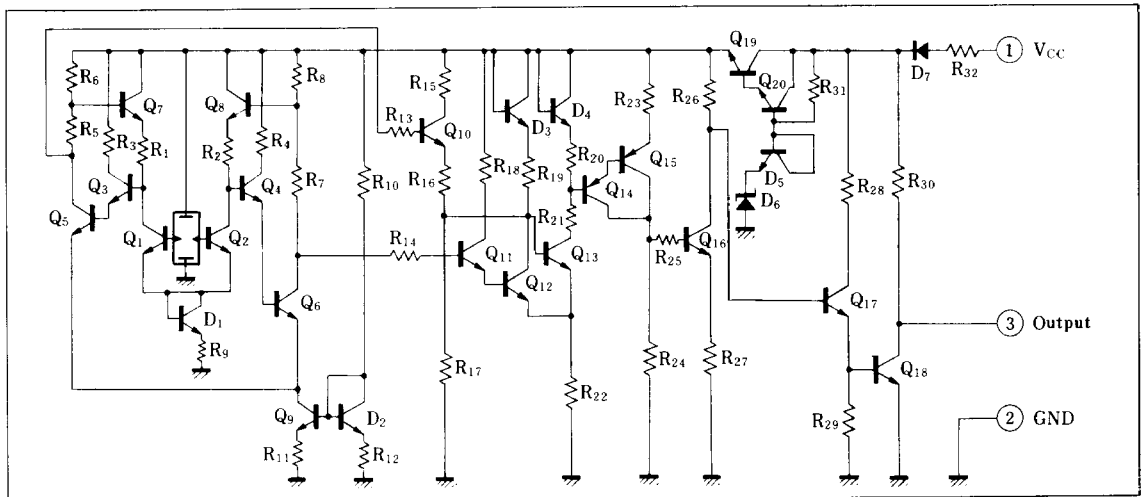 Q19
1 VCC
R6
Q7
Q8
R8
R15
D7
R32
Q20
R31
D3
D4
R23
R26
R5
R3
R1
R2
R4
R13
Q10
R20
Q15
R18
R19
Q14
D5
R28
R30
Q3
Q4
R7
R10
R16
D6
Q5
R21
Q1
Q2
R14
Q11
Q13
R25
Q16
Q12
Q6
Q17
D1
3 Output
R9
R17
R24
R27
Q18
R22
Q9
D2
R29
2 GND
R11
R12